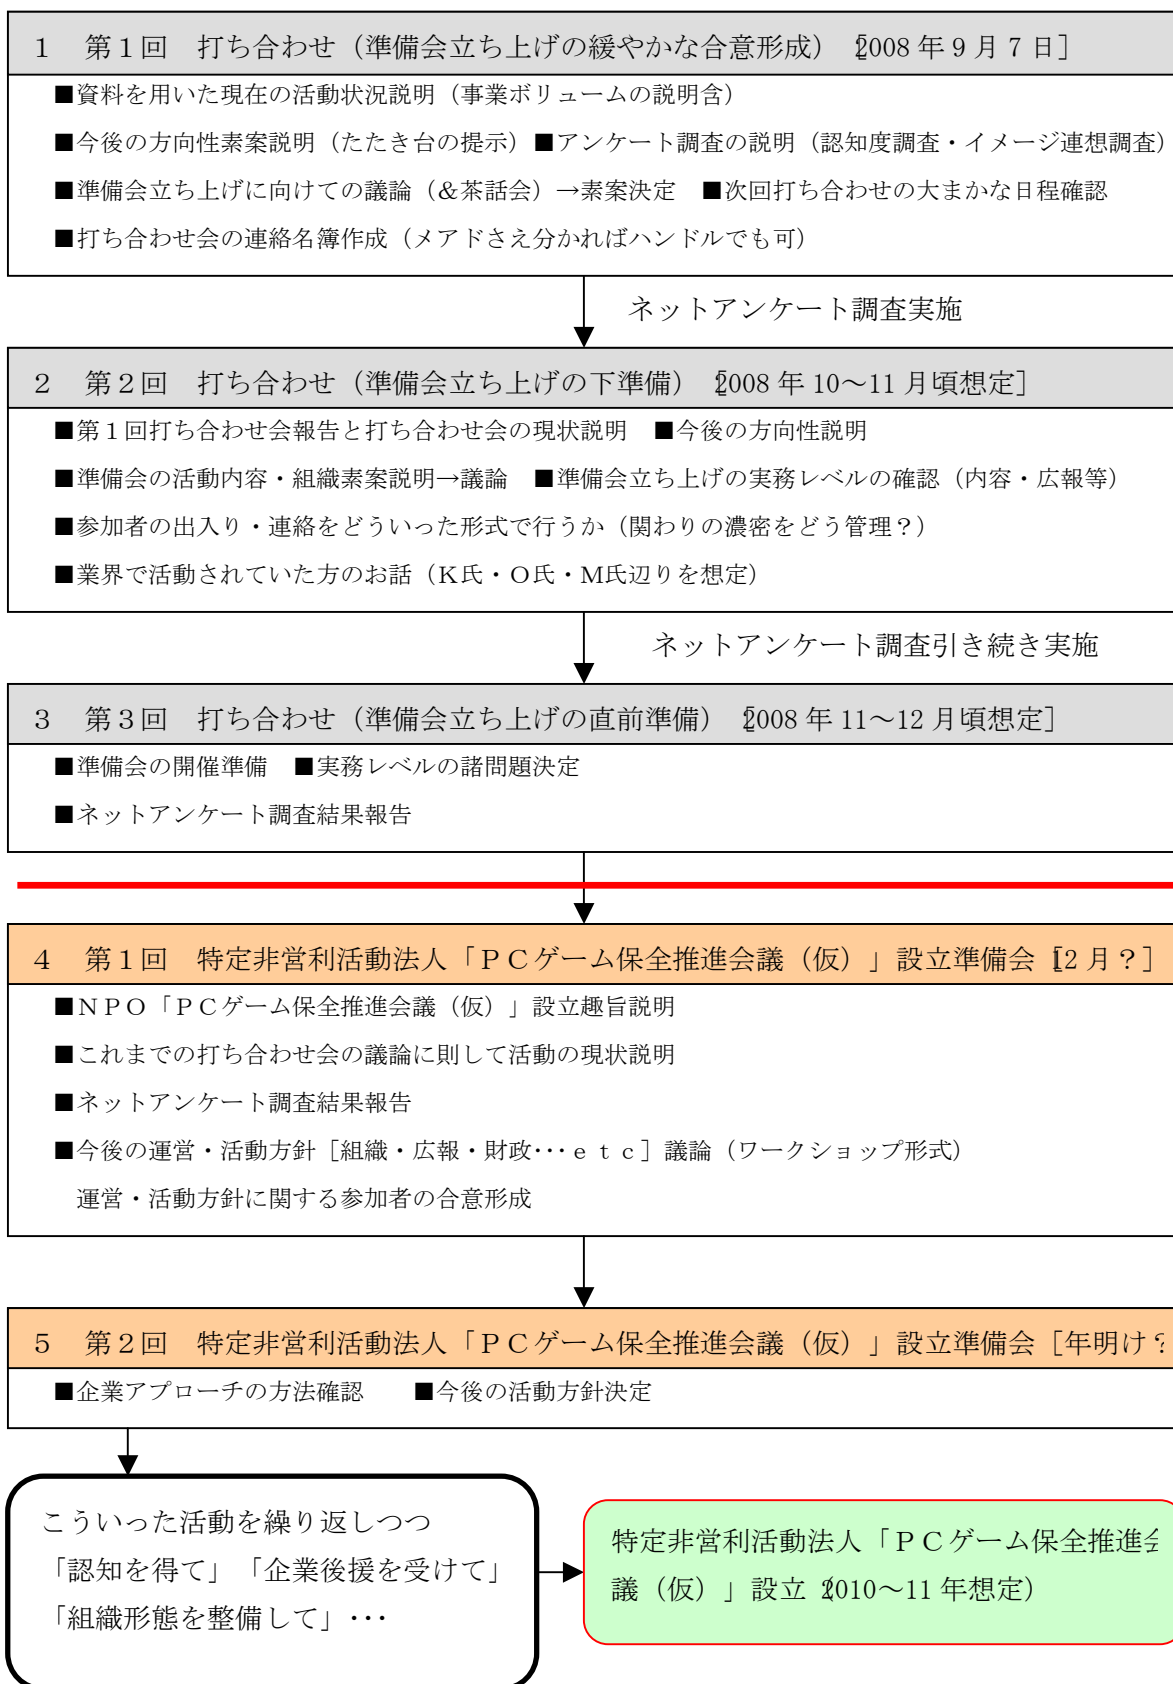 １　第１回　打ち合わせ（準備会立ち上げの緩やかな合意形成）［2008 年 9 月 7 日］
■資料を用いた現在の活動状況説明（事業ボリュームの説明含）
■今後の方向性素案説明（たたき台の提示）■アンケート調査の説明（認知度調査・イメージ連想調査）
■準備会立ち上げに向けての議論（＆茶話会）→素案決定　■次回打ち合わせの大まかな日程確認
■打ち合わせ会の連絡名簿作成（メアドさえ分かればハンドルでも可）
ネットアンケート調査実施
２　第２回　打ち合わせ（準備会立ち上げの下準備）［2008 年 10～11 月頃想定］
■第１回打ち合わせ会報告と打ち合わせ会の現状説明　■今後の方向性説明
■準備会の活動内容・組織素案説明→議論　■準備会立ち上げの実務レベルの確認（内容・広報等）
■参加者の出入り・連絡をどういった形式で行うか（関わりの濃密をどう管理？）
■業界で活動されていた方のお話（Ｋ氏・Ｏ氏・Ｍ氏辺りを想定）
ネットアンケート調査引き続き実施
３　第３回　打ち合わせ（準備会立ち上げの直前準備）［2008 年 11～12 月頃想定］
■準備会の開催準備　■実務レベルの諸問題決定
■ネットアンケート調査結果報告
４　第１回　特定非営利活動法人「ＰＣゲーム保全推進会議（仮）」設立準備会［12 月？］
■ＮＰＯ「ＰＣゲーム保全推進会議（仮）」設立趣旨説明
■これまでの打ち合わせ会の議論に則して活動の現状説明
■ネットアンケート調査結果報告
■今後の運営・活動方針［組織・広報・財政･･･ｅｔｃ］議論（ワークショップ形式）
運営・活動方針に関する参加者の合意形成
５　第２回　特定非営利活動法人「ＰＣゲーム保全推進会議（仮）」設立準備会［年明け？
■企業アプローチの方法確認　　■今後の活動方針決定
こういった活動を繰り返しつつ
「認知を得て」「企業後援を受けて」
「組織形態を整備して」･･･
特定非営利活動法人「ＰＣゲーム保全推進会
議（仮）」設立（2010～11 年想定）